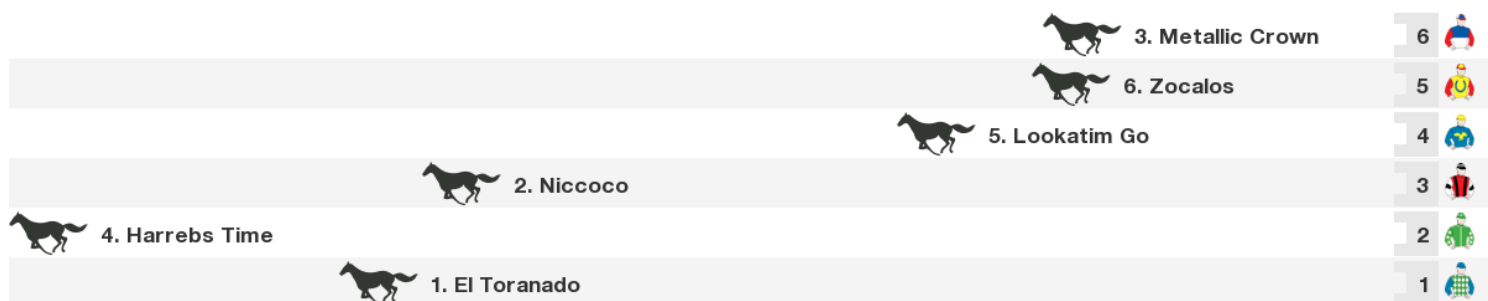 3. Metallic Crown 6
6. Zocalos 5
5. Lookatim Go 4
2. Niccoco 3
4. Harrebs Time 2
1. El Toranado 1